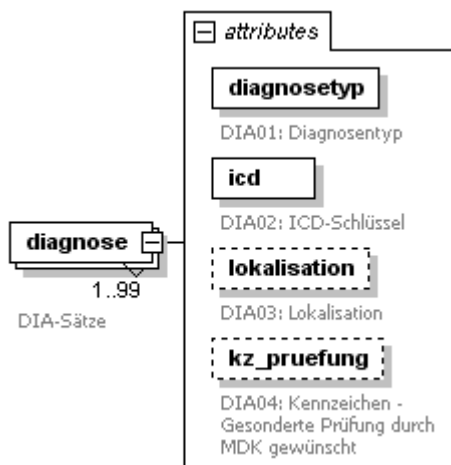 attributes
diagnosetyp
DIA01: Diagnosentyp
icd
DIA02: ICD-Schlüssel
diagnose
1..99
DIA-Sätze
lokalisation
DIA03: Lokalisation
kz_pruefung
DIA04: Kennzeichen -
Gesonderte Prüfung durch
MDK gewünscht